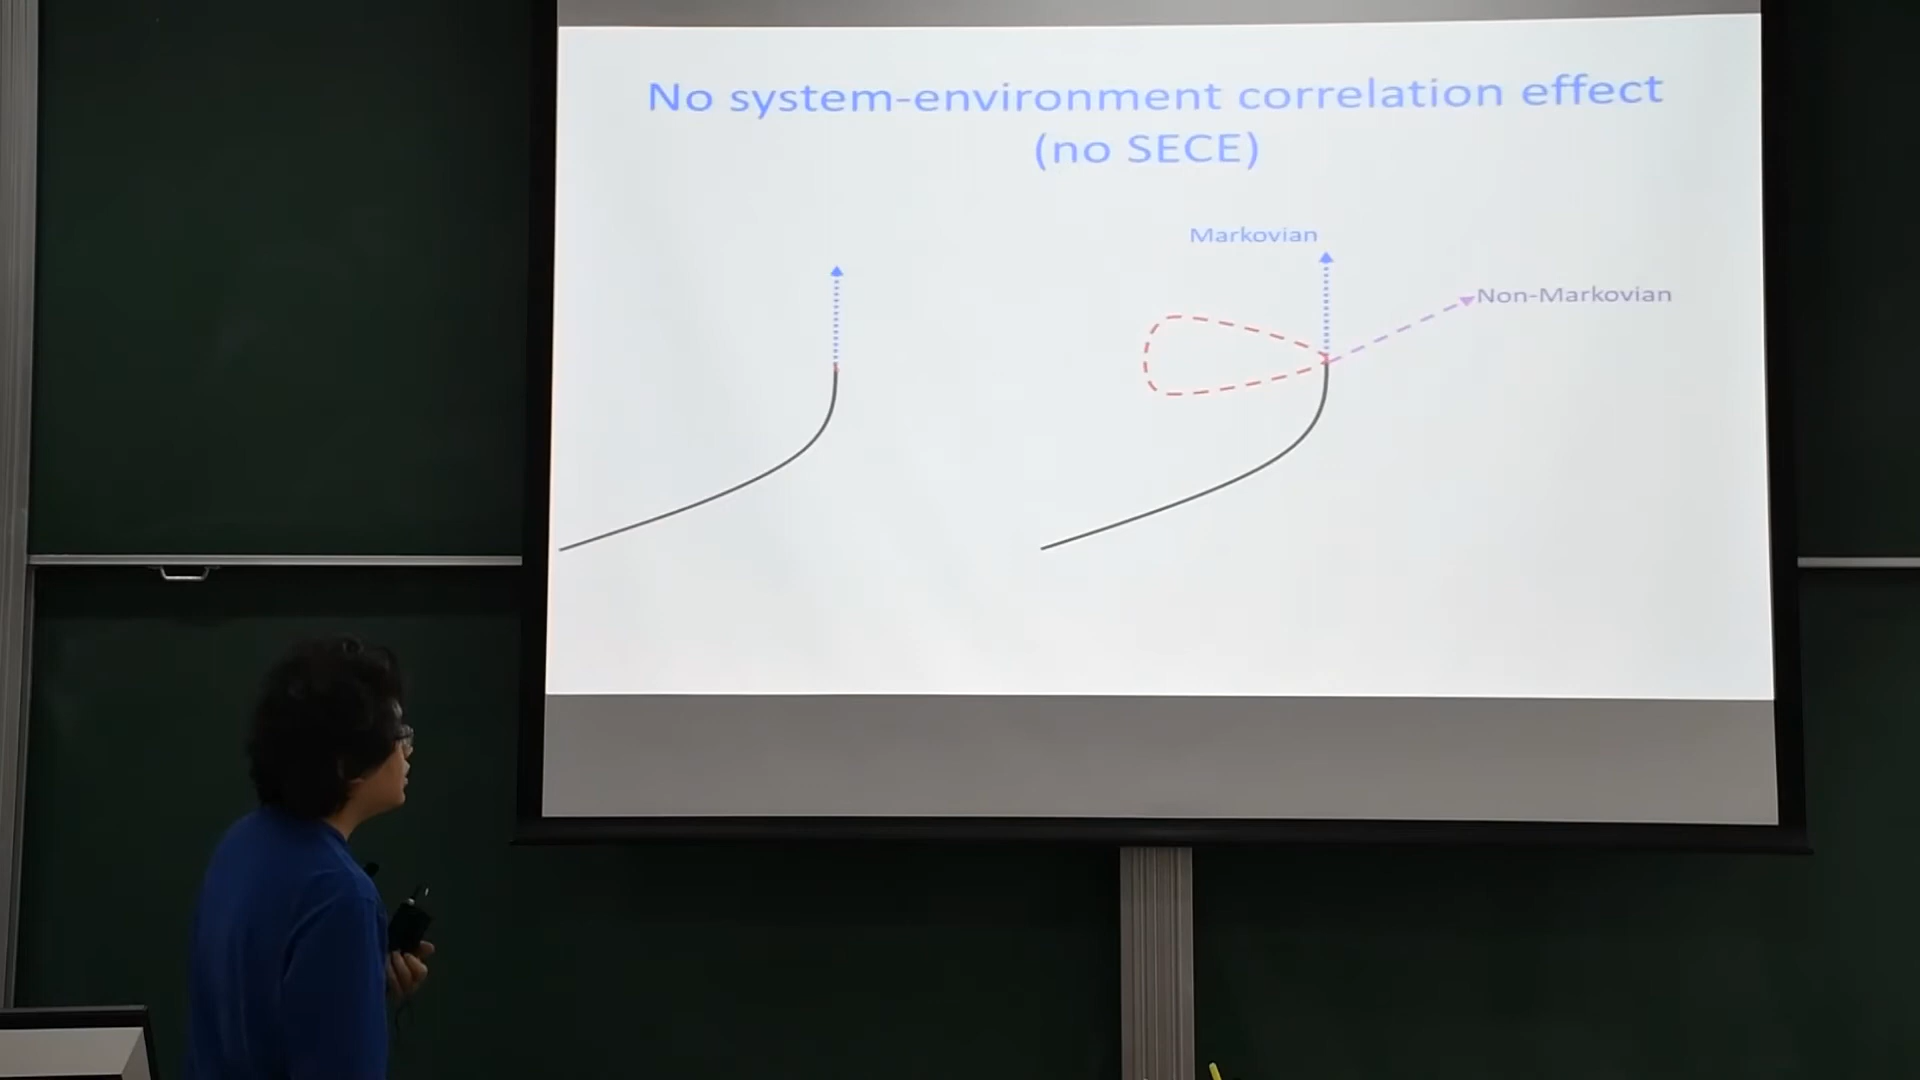 No system-environment correlation effect
(no SECE)
Markovian
Non-Markovian